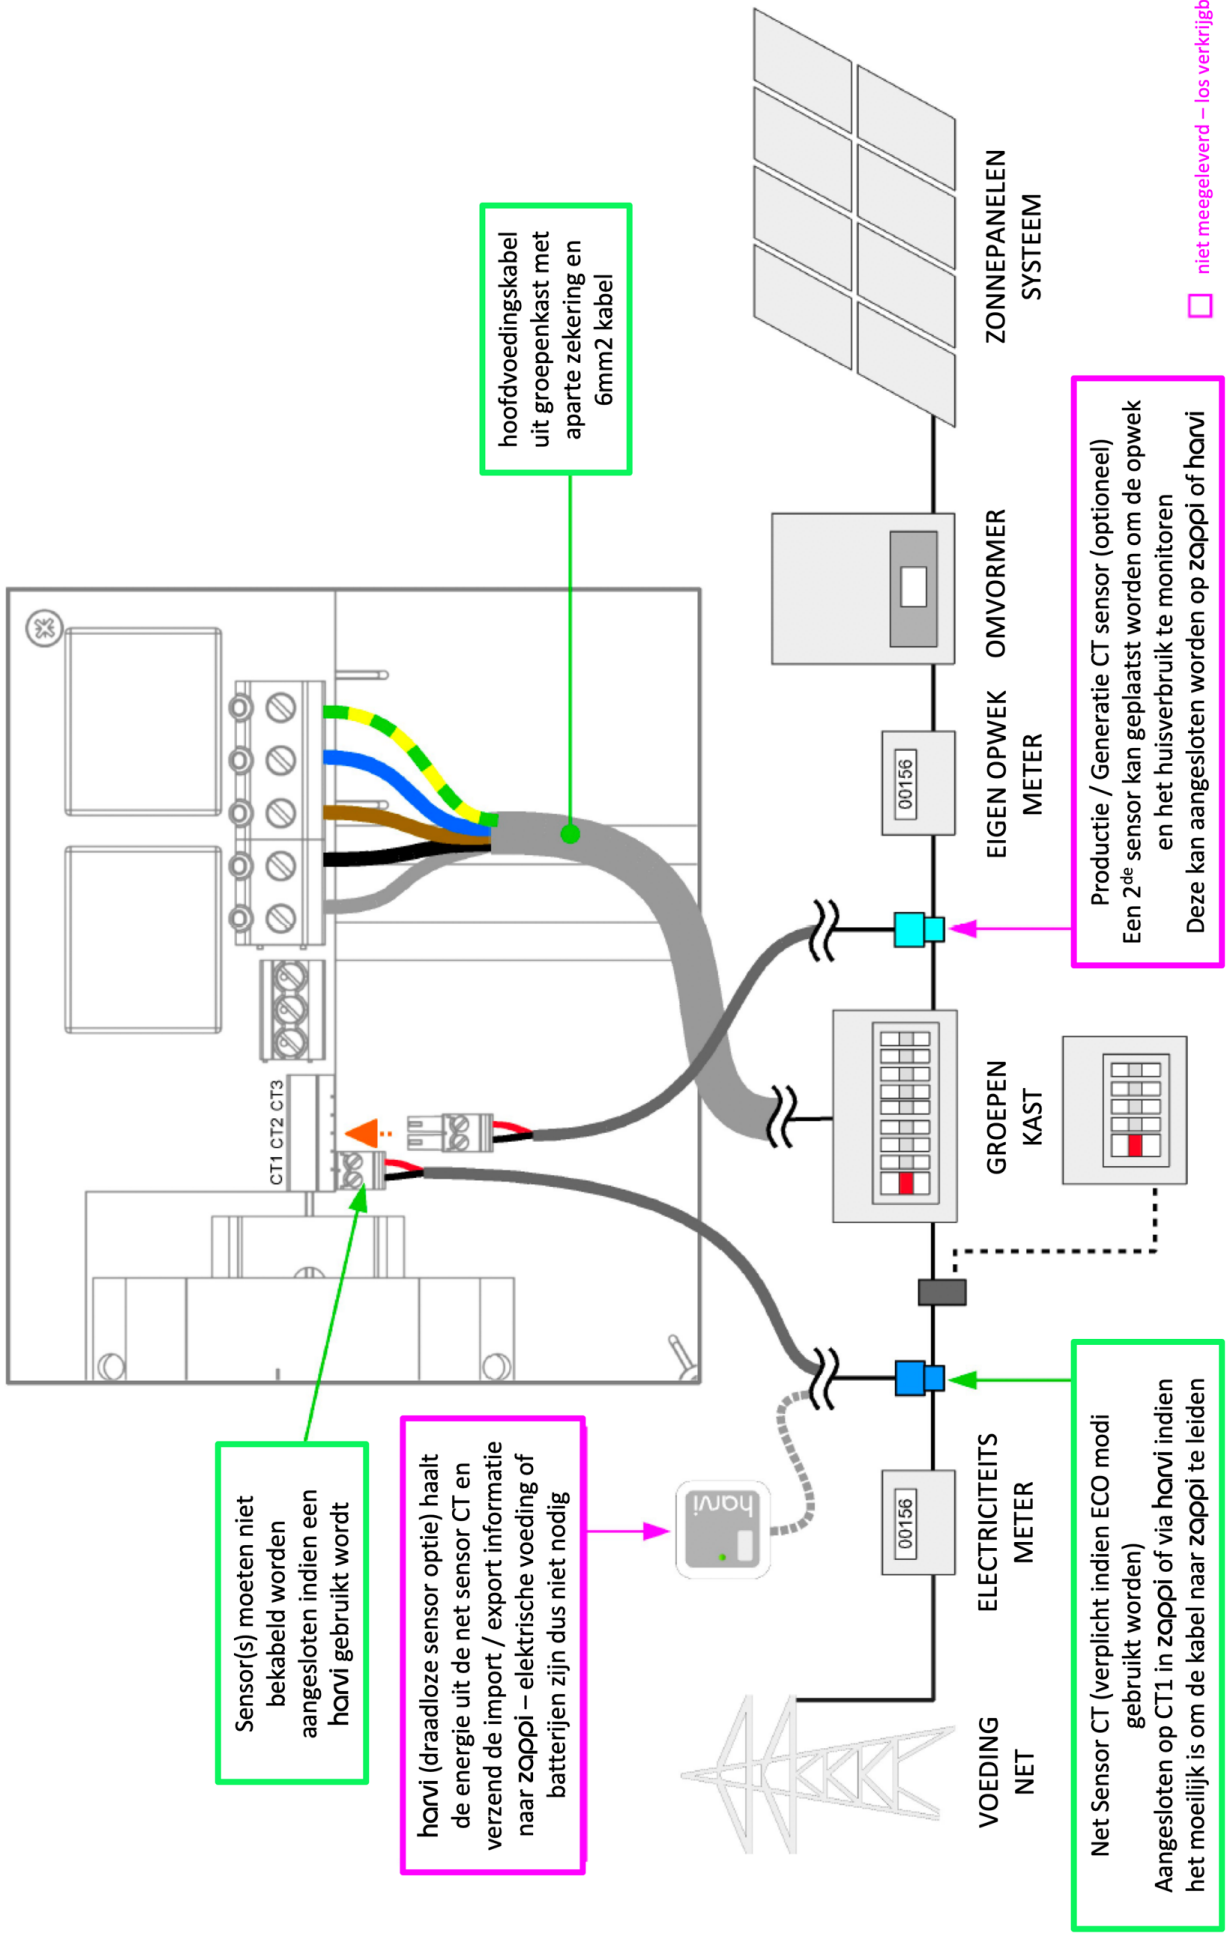 Sensor(s) moeten niet
bekabeld worden
aangesloten indien een
harvi gebruikt wordt
harvi (draadloze sensor optie) haalt
de energie uit de net sensor CT en
verzend de import / export informatie
naar zappi – elektrische voeding of
batterijen zijn dus niet nodig
CT1 CT2 CT3
hoofdvoedingskabel
uit groepenkast met
aparte zekering en
6mm2 kabel
harvi
00156
00156
VOEDING
NET
ELECTRICITEITS
METER
GROEPEN
KAST
EIGEN OPWEK
METER
OMVORMER
ZONNEPANELEN
SYSTEEM
Net Sensor CT (verplicht indien ECO modi
gebruikt worden)
Aangesloten op CT1 in zappi of via harvi indien
het moeilijk is om de kabel naar zappi te leiden
Productie / Generatie CT sensor (optioneel)
Een 2de sensor kan geplaatst worden om de opwek
en het huisverbruik te monitoren
Deze kan aangesloten worden op zappi of harvi
niet meegeleverd – los verkrijgb